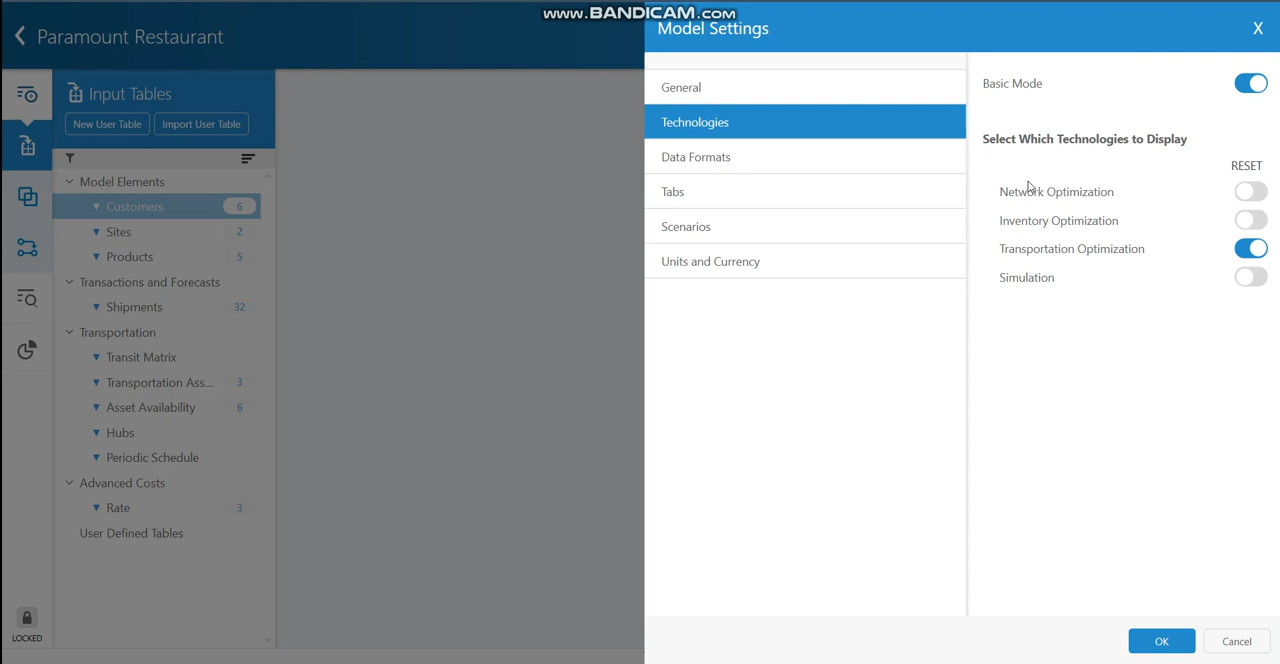 www.BANDICAM.com
Paramount Restaurant
Model Settings
X
Input Tables
New User Table
Import User Table
Model Elements
Customers 6
Sites 2
Products 5
Transactions and Forecasts
Shipments 32
Transportation
Transit Matrix
Transportation Ass... 3
Asset Availability 6
Hubs
Periodic Schedule
Advanced Costs
Rate 3
User Defined Tables
LOCKED
General
Technologies
Data Formats
Tabs
Scenarios
Units and Currency
Basic Mode
Select Which Technologies to Display
RESET
Network Optimization
Inventory Optimization
Transportation Optimization
Simulation
OK
Cancel